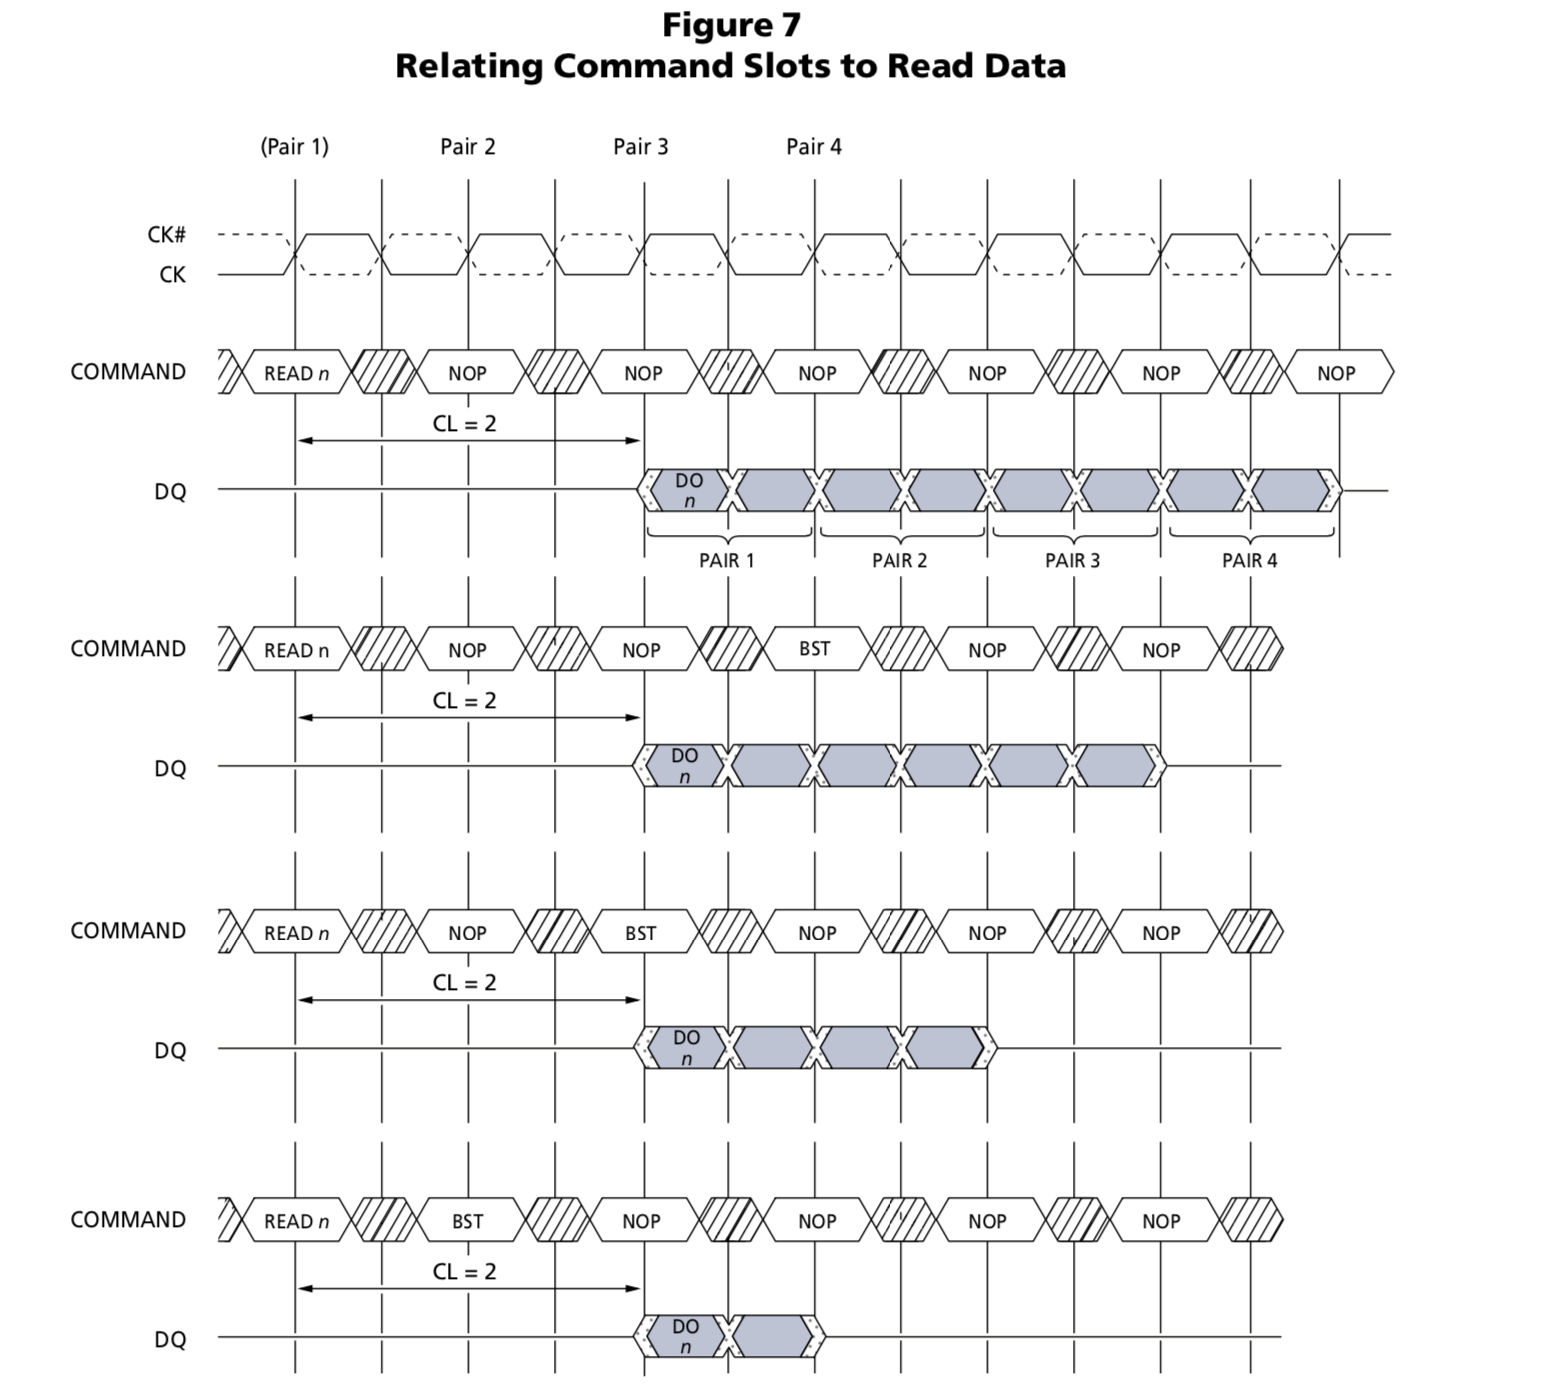 Figure 7
Relating Command Slots to Read Data
(Pair 1) Pair 2 Pair 3 Pair 4
CK#
CK
COMMAND READ n NOP NOP NOP NOP NOP NOP
CL = 2
DQ DO n
PAIR 1 PAIR 2 PAIR 3 PAIR 4
COMMAND READ n NOP NOP BST NOP NOP
CL = 2
DQ DO n
COMMAND READ n NOP BST NOP NOP NOP
CL = 2
DQ DO n
COMMAND READ n BST NOP NOP NOP NOP
CL = 2
DQ DO n